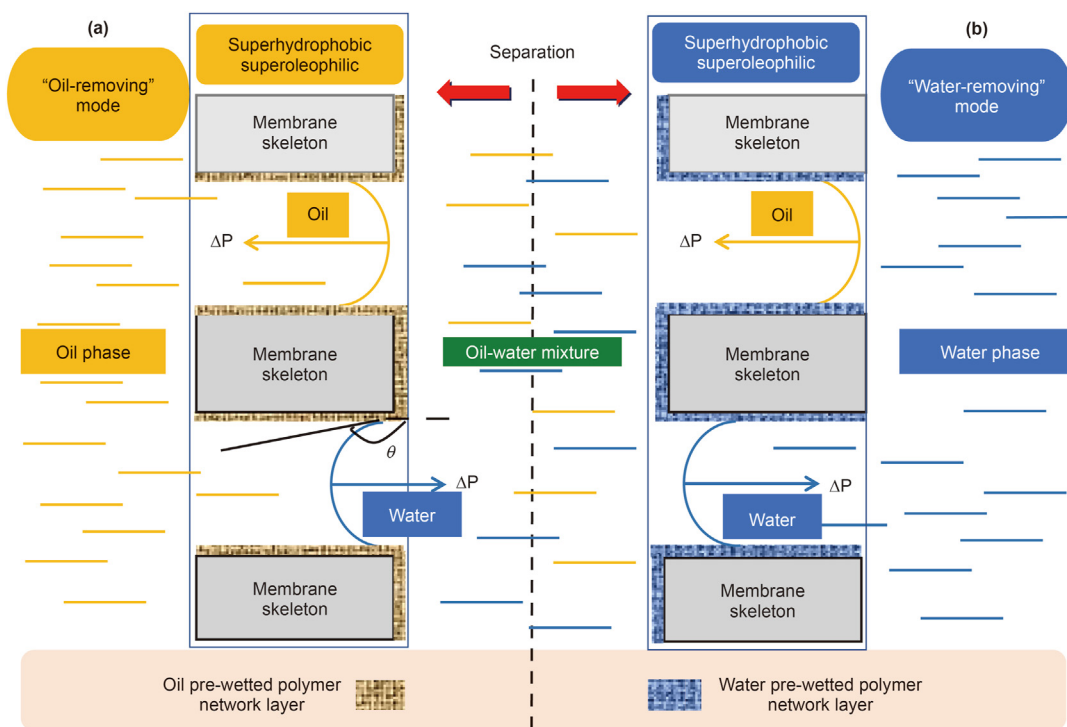 (a)
Superhydrophobic
superoleophilic
Separation
Superhydrophobic
superoleophilic
(b)
"Oil-removing"
mode
"Water-removing"
mode
Membrane
skeleton
Membrane
skeleton
Oil
ΔP
Oil
ΔP
Oil phase
Membrane
skeleton
Oil-water mixture
Membrane
skeleton
Water phase
θ
ΔP
Water
ΔP
Water
Membrane
skeleton
Membrane
skeleton
Oil pre-wetted polymer
network layer
Water pre-wetted polymer
network layer